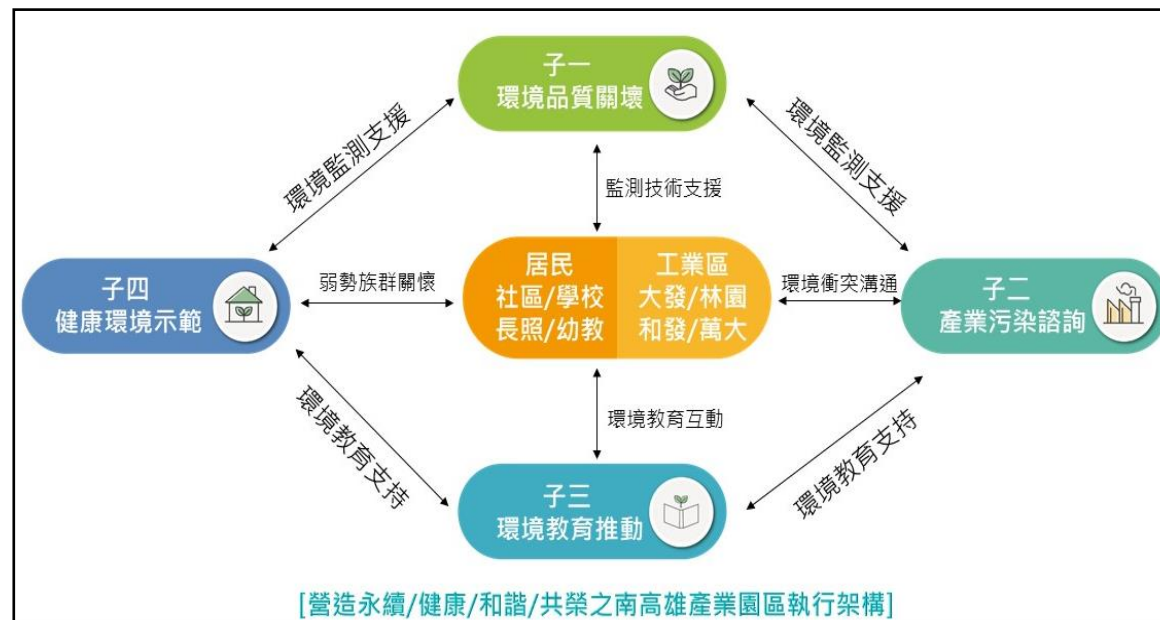 子一
環境品質關壞
環境監測支援
環境監測支援
監測技術支援
子四
健康環境示範
弱勢族群關懷
居民
社區/學校
長照/幼教
工業區
大發/林園
和發/萬大
環境衝突溝通
子二
產業污染諮詢
環境教育支持
環境教育互動
環境教育支持
子三
環境教育推動
[營造永續/健康/和諧/共榮之南高雄產業園區執行架構]